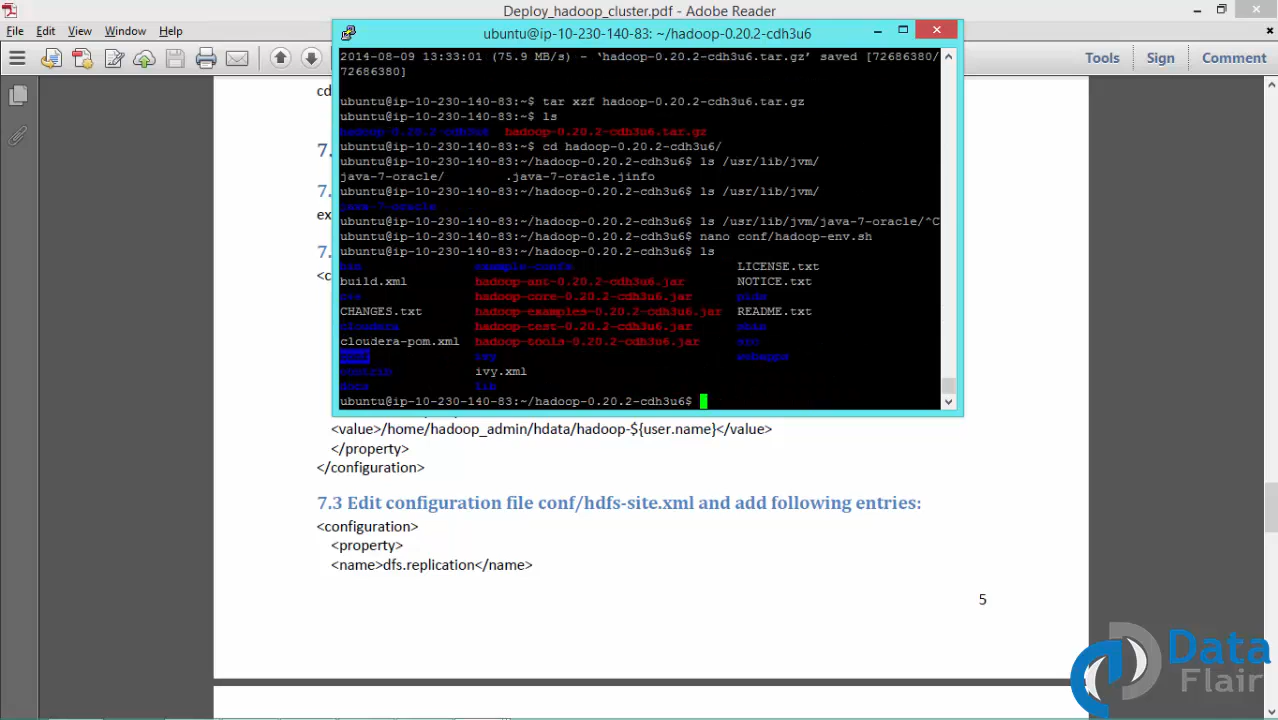 Deploy_hadoop_cluster.pdf - Adobe Reader
File Edit View Window Help
Tools Sign Comment
ubuntu@ip-10-230-140-83: ~/hadoop-0.20.2-cdh3u6
2014-08-09 13:33:01 (75.9 MB/s) - ‘hadoop-0.20.2-cdh3u6.tar.gz’ saved [72686380/
72686380]
ubuntu@ip-10-230-140-83:~$ tar xzf hadoop-0.20.2-cdh3u6.tar.gz
ubuntu@ip-10-230-140-83:~$ ls
hadoop-0.20.2-cdh3u6 hadoop-0.20.2-cdh3u6.tar.gz
ubuntu@ip-10-230-140-83:~$ cd hadoop-0.20.2-cdh3u6/
ubuntu@ip-10-230-140-83:~/hadoop-0.20.2-cdh3u6$ ls /usr/lib/jvm/
java-7-oracle/ .java-7-oracle.jinfo
ubuntu@ip-10-230-140-83:~/hadoop-0.20.2-cdh3u6$ ls /usr/lib/jvm/
java-7-oracle
ubuntu@ip-10-230-140-83:~/hadoop-0.20.2-cdh3u6$ ls /usr/lib/jvm/java-7-oracle/^C
ubuntu@ip-10-230-140-83:~/hadoop-0.20.2-cdh3u6$ nano conf/hadoop-env.sh
ubuntu@ip-10-230-140-83:~/hadoop-0.20.2-cdh3u6$ ls
bin example-confs LICENSE.txt
build.xml hadoop-ant-0.20.2-cdh3u6.jar NOTICE.txt
c++ hadoop-core-0.20.2-cdh3u6.jar pids
CHANGES.txt hadoop-examples-0.20.2-cdh3u6.jar README.txt
cloudera hadoop-test-0.20.2-cdh3u6.jar sbin
cloudera-pom.xml hadoop-tools-0.20.2-cdh3u6.jar src
conf ivy webapps
contrib ivy.xml
docs lib
ubuntu@ip-10-230-140-83:~/hadoop-0.20.2-cdh3u6$
cd
7.
7.
ex
7.
<c
<value>/home/hadoop_admin/hdata/hadoop-${user.name}</value>
</property>
</configuration>
7.3 Edit configuration file conf/hdfs-site.xml and add following entries:
<configuration>
<property>
<name>dfs.replication</name>
5
Data
Flair